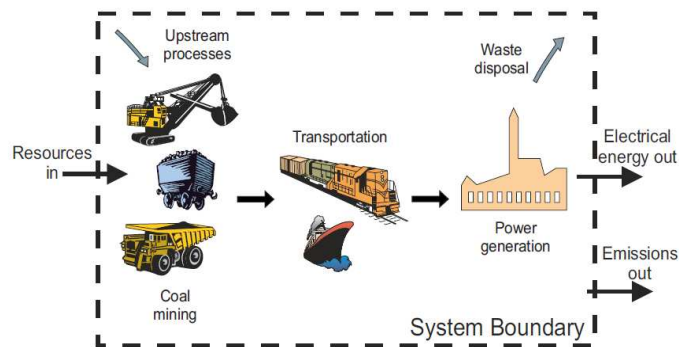 Upstream
processes
Waste
disposal
Resources
in
Transportation
Electrical
energy out
Coal
mining
Power
generation
Emissions
out
System Boundary